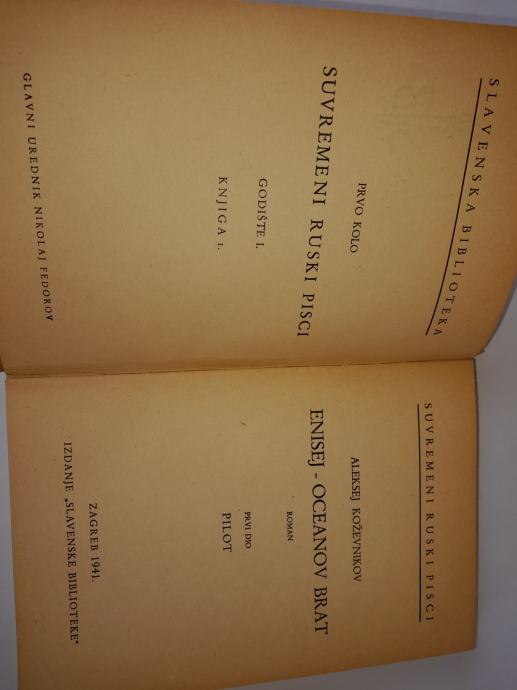 SLAVENSKA BIBLIOTEKA
PRVO KOLO
SUVREMENI RUSKI PISCI
GODIŠTE I.
KNJIGA 1.
GLAVNI UREDNIK NIKOLAJ FEDOROV
SUVREMENI RUSKI PISCI
ALEKSEJ KOŽEVNIKOV
ENISEJ - OCEANOV BRAT
ROMAN
PRVI DIO
PILOT
ZAGREB 1941.
IZDANJE „SLAVENSKE BIBLIOTEKE"